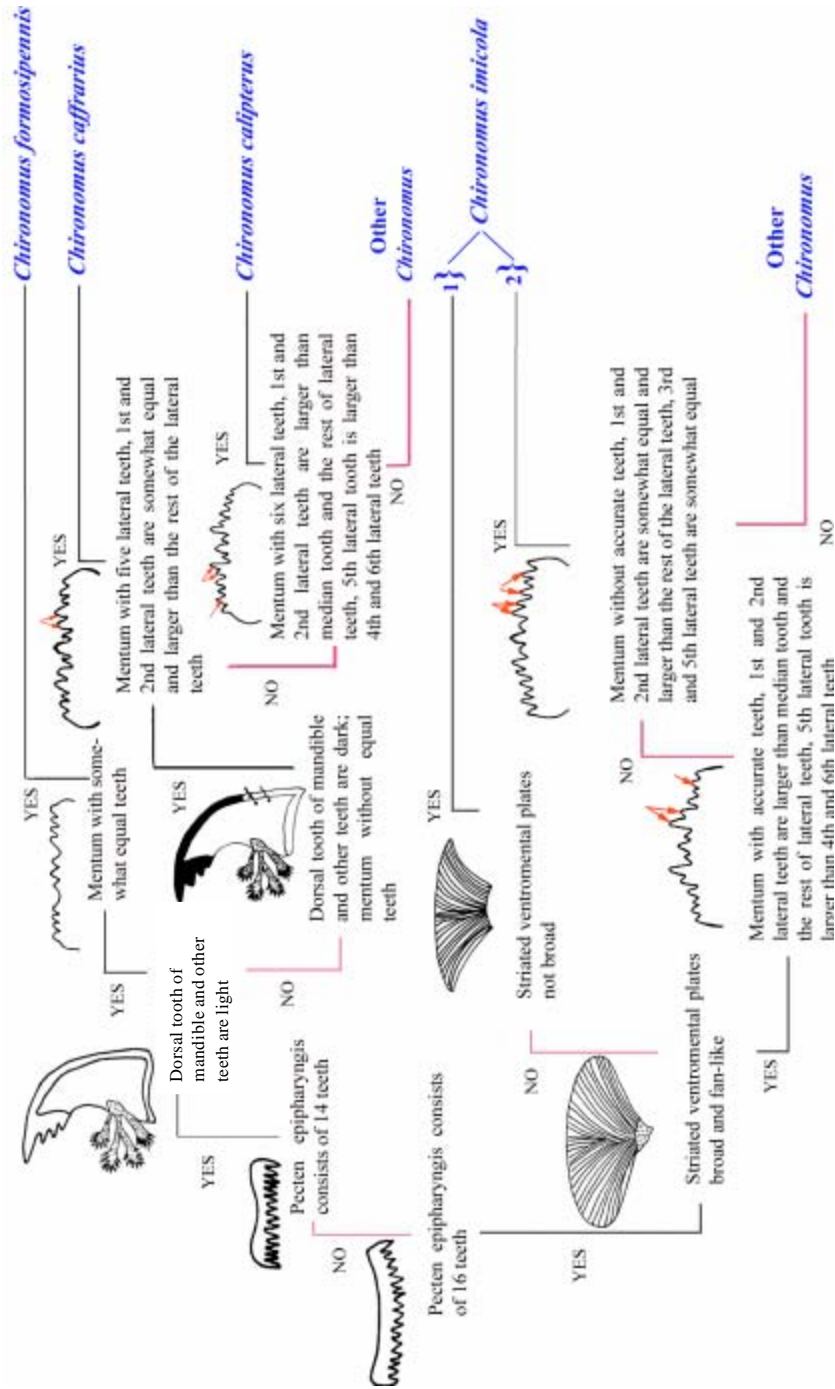 Chironomus formosipennis
Chironomus caffrarius
Chironomus calipterus
Other
Chironomus
1}
2}
Chironomus imicola
Other
Chironomus
YES
Mentum with some-
what equal teeth
YES
Mentum with five lateral teeth, 1st and
2nd lateral teeth are somewhat equal
and larger than the rest of the lateral
teeth
YES
Mentum with six lateral teeth, 1st and
2nd lateral teeth are larger than
median tooth and the rest of lateral
teeth, 5th lateral tooth is larger than
4th and 6th lateral teeth
NO
NO
YES
Dorsal tooth of mandible
and other teeth are dark;
mentum without equal
teeth
YES
Dorsal tooth of
mandible and other
teeth are light
NO
YES
Pecten epipharyngis
consists of 14 teeth
NO
Pecten epipharyngis consists
of 16 teeth
YES
Striated ventromental plates
broad and fan-like
NO
Striated ventromental plates
not broad
YES
YES
Mentum with accurate teeth, 1st and 2nd
lateral teeth are larger than median tooth and
the rest of lateral teeth, 5th lateral tooth is
larger than 4th and 6th lateral teeth
NO
Mentum without accurate teeth, 1st and
2nd lateral teeth are somewhat equal and
larger than the rest of the lateral teeth, 3rd
and 5th lateral teeth are somewhat equal
YES
NO